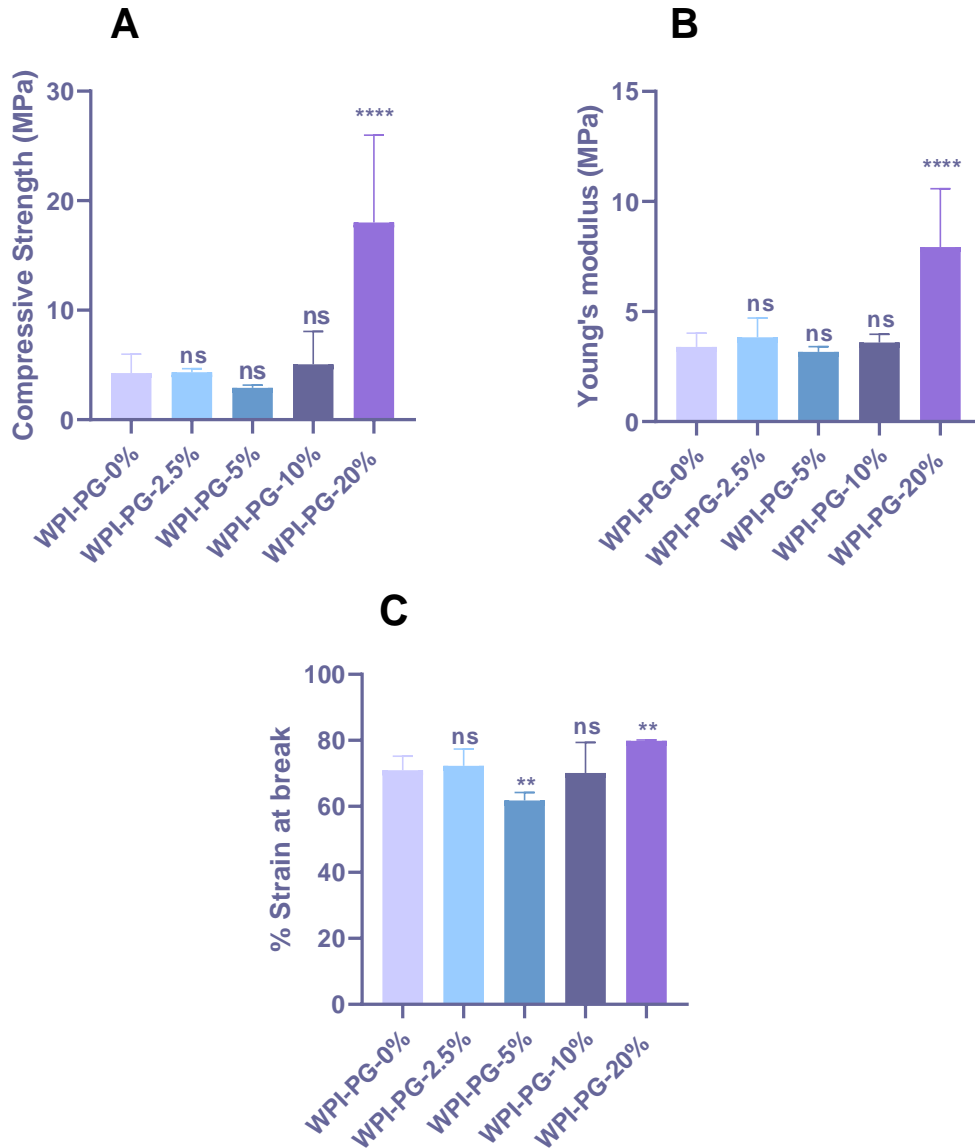 A
Compressive Strength (MPa)
30
20
10
0
ns
ns
ns
****
WPI-PG-0%
WPI-PG-2.5%
WPI-PG-5%
WPI-PG-10%
WPI-PG-20%
B
Young's modulus (MPa)
15
10
5
0
ns
ns
ns
****
WPI-PG-0%
WPI-PG-2.5%
WPI-PG-5%
WPI-PG-10%
WPI-PG-20%
C
% Strain at break
100
80
60
40
20
0
ns
**
ns
**
WPI-PG-0%
WPI-PG-2.5%
WPI-PG-5%
WPI-PG-10%
WPI-PG-20%